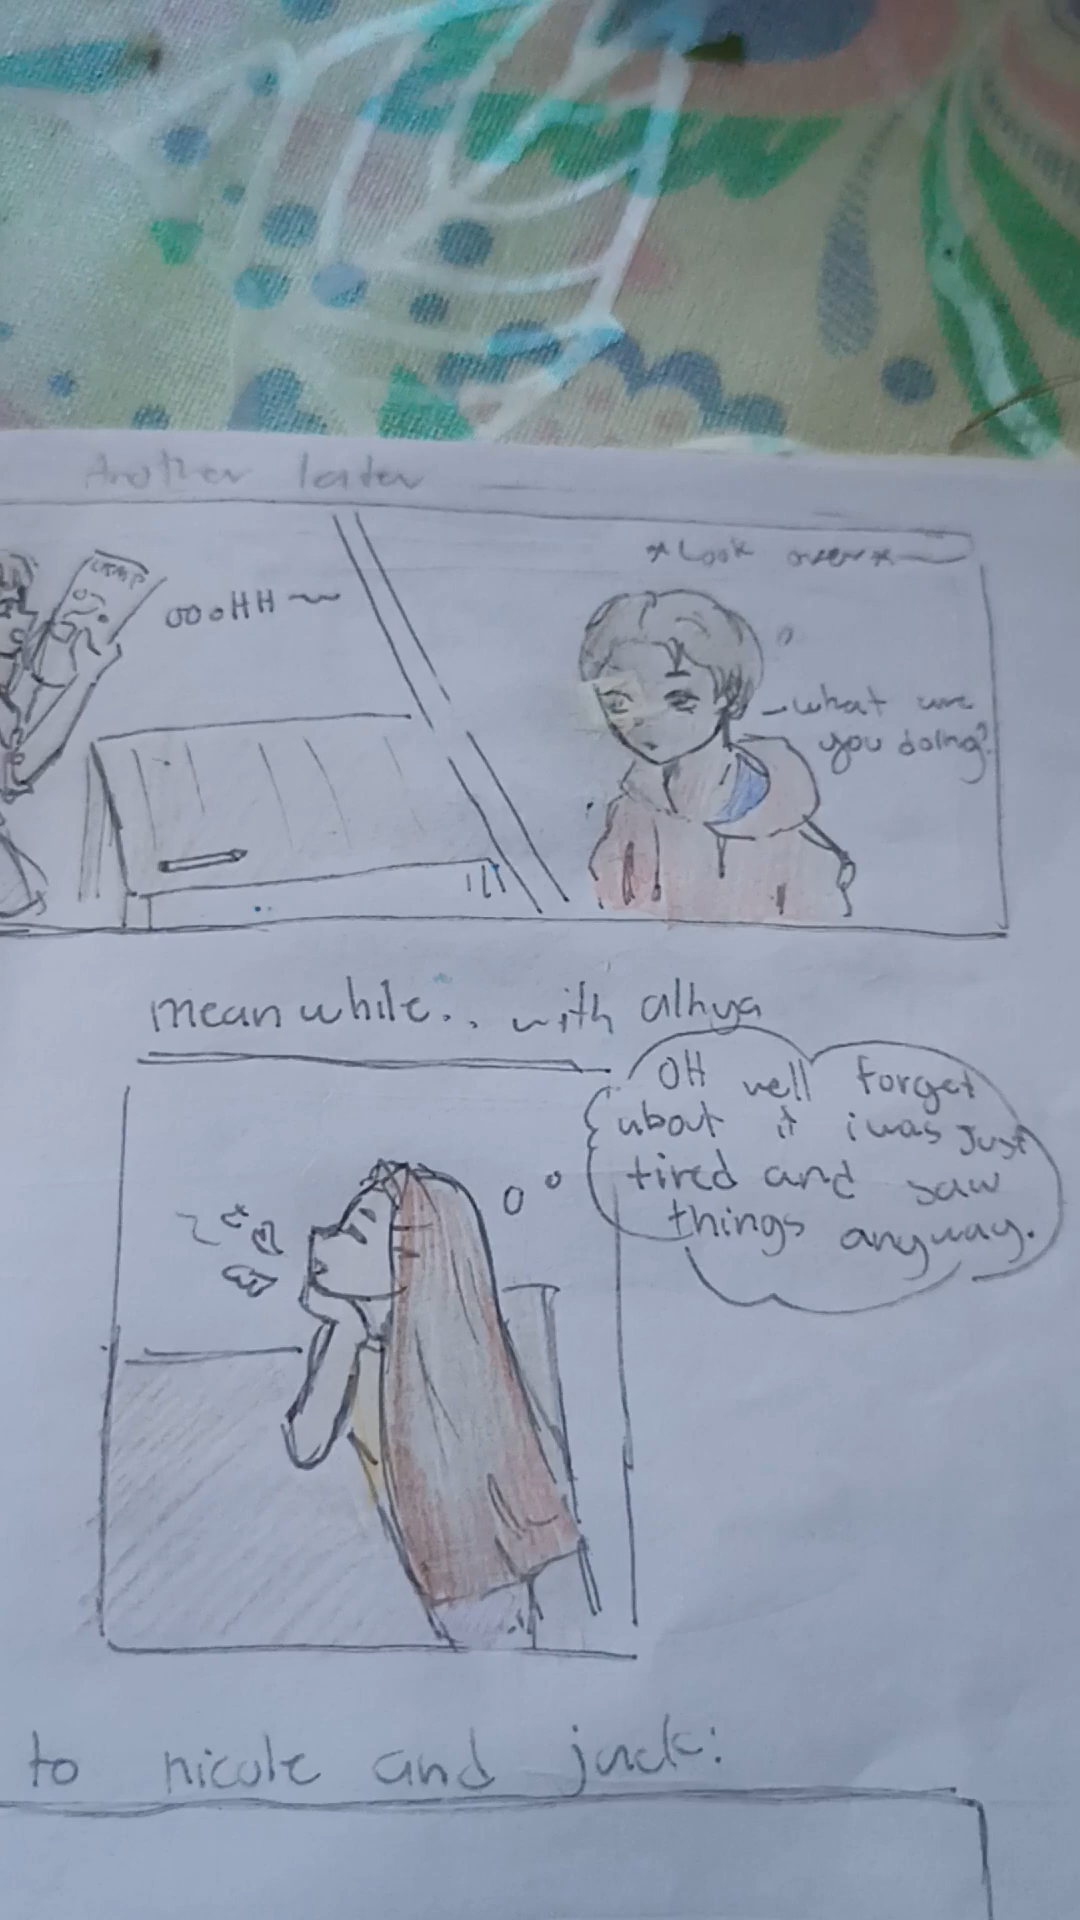 Another later
oooHH
*Look over*
what are
you doing?
meanwhile.. with alhya
OH well forget
about it i was just
tired and saw
things anyway.
to nicole and jack: